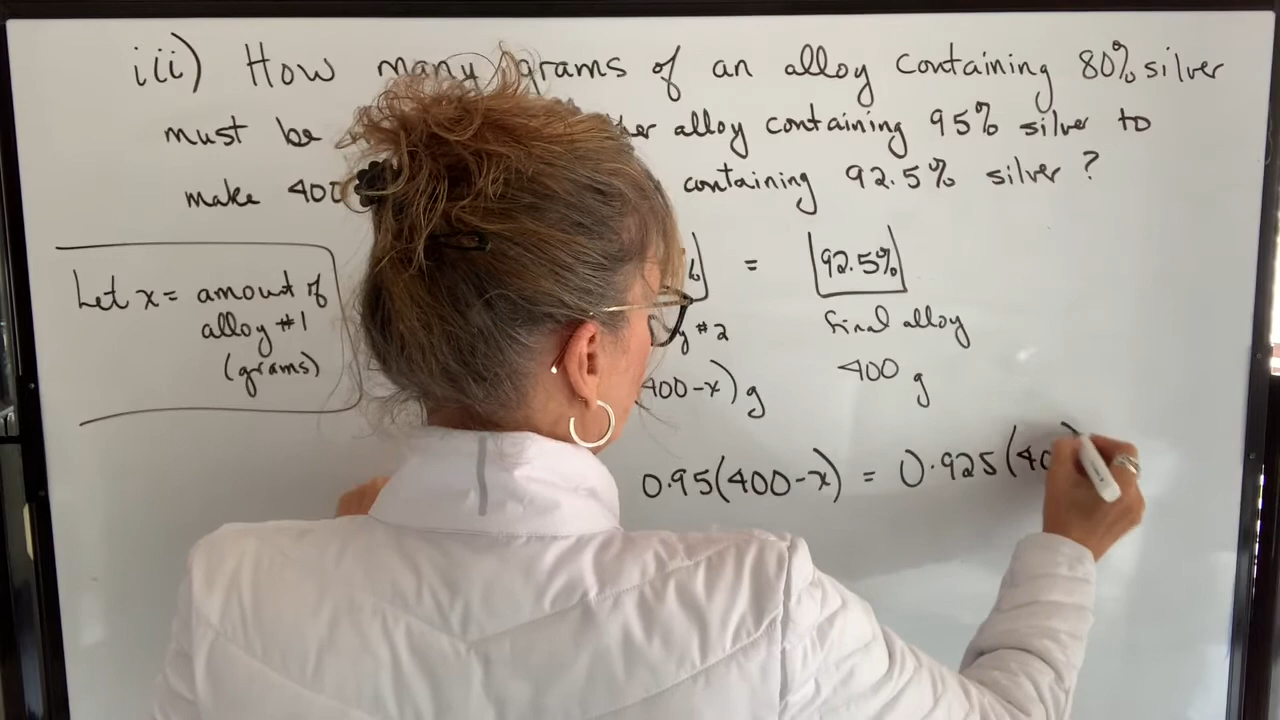 iii) How many grams of an alloy containing 80% silver
must be alloy containing 95% silver to
make 400 containing 92.5% silver ?
Let x = amount of
alloy #1
(grams)
= 92.5%
#2 final alloy
400-x) g 400 g
0.95(400-x) = 0.925(40